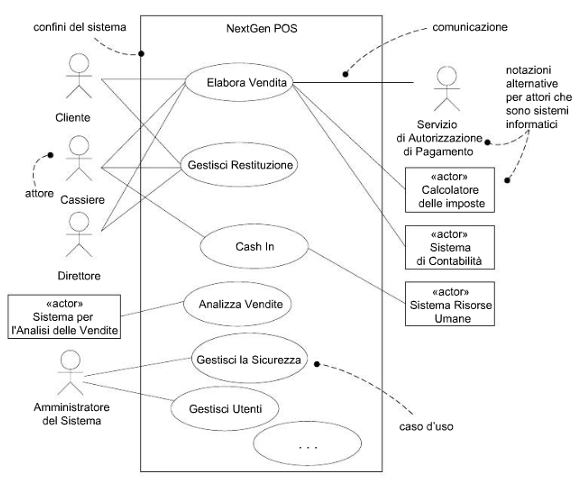 confini del sistema
NextGen POS
comunicazione
Elabora Vendita
notazioni
alternative
per attori che
sono sistemi
informatici
Cliente
Servizio
di Autorizzazione
di Pagamento
Gestisci Restituzione
attore
Cassiere
«actor»
Calcolatore
delle imposte
Cash In
«actor»
Sistema
di Contabilità
Direttore
«actor»
Sistema per
l'Analisi delle Vendite
Analizza Vendite
«actor»
Sistema Risorse
Umane
Gestisci la Sicurezza
Amministratore
del Sistema
Gestisci Utenti
caso d'uso
. . .